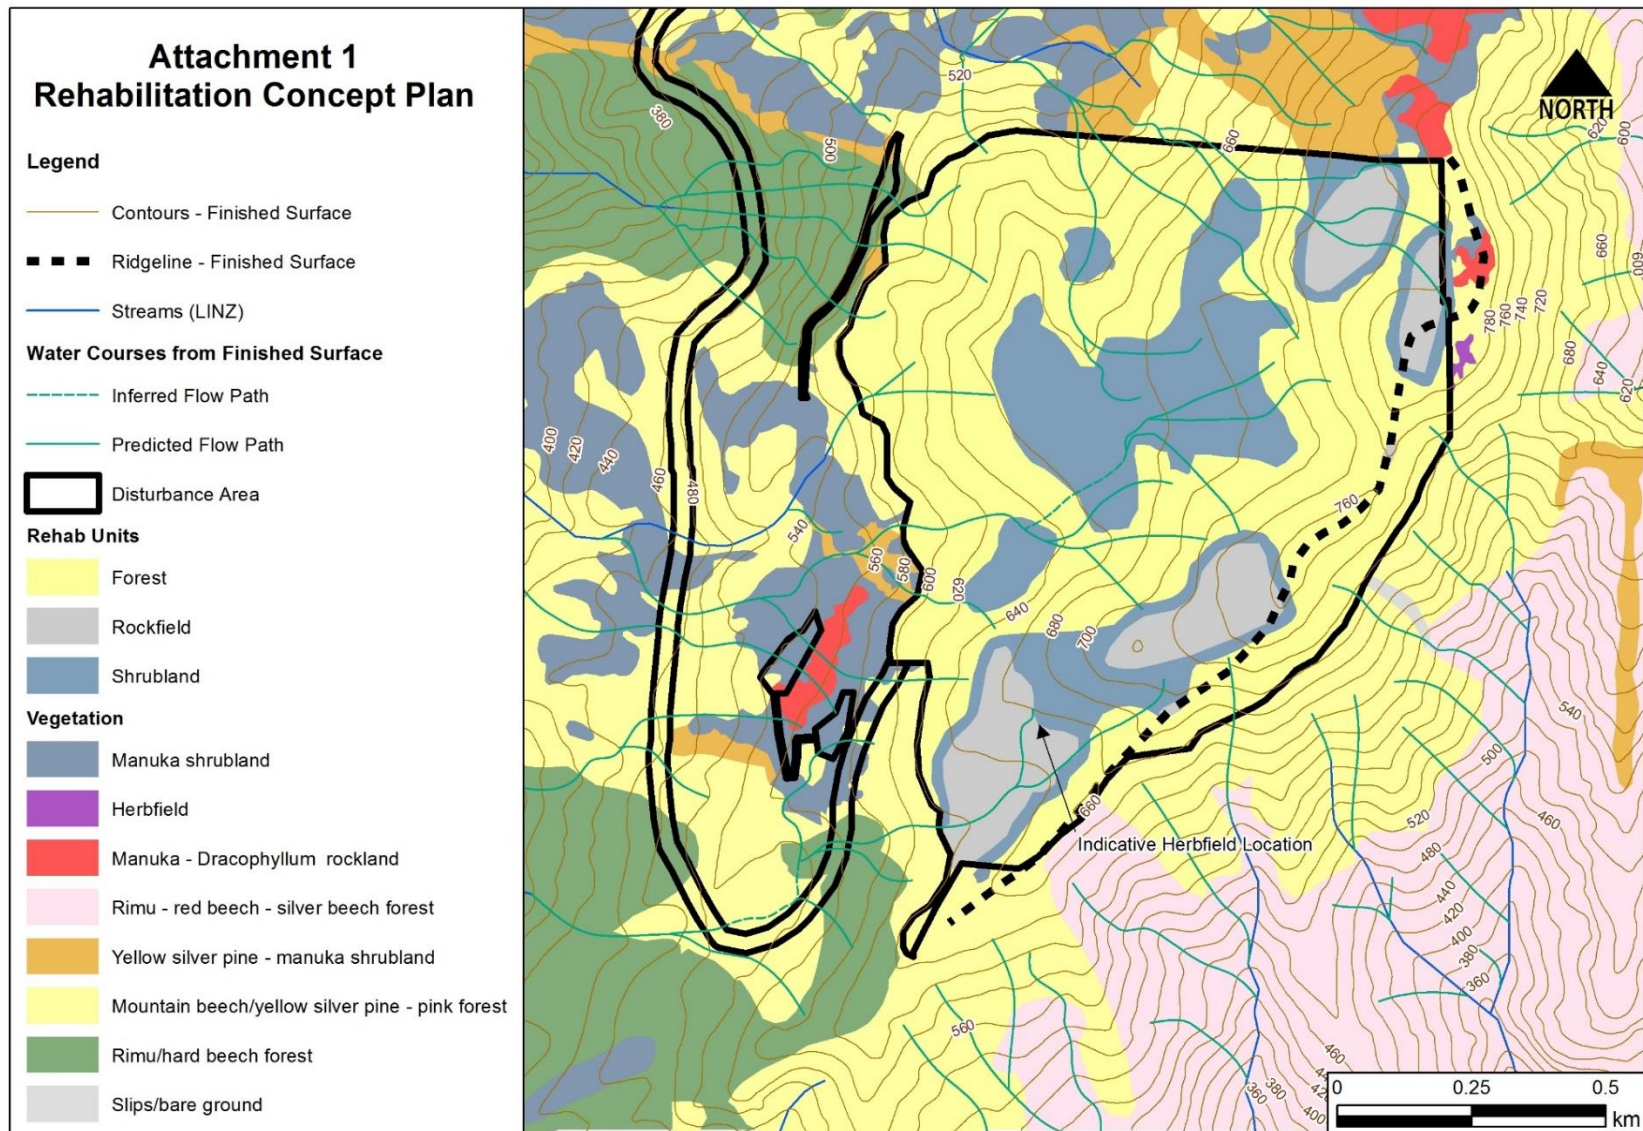 Attachment 1
Rehabilitation Concept Plan
Legend
Contours - Finished Surface
Ridgeline - Finished Surface
Streams (LINZ)
Water Courses from Finished Surface
Inferred Flow Path
Predicted Flow Path
Disturbance Area
Rehab Units
Forest
Rockfield
Shrubland
Vegetation
Manuka shrubland
Herbfield
Manuka - Dracophyllum rockland
Rimu - red beech - silver beech forest
Yellow silver pine - manuka shrubland
Mountain beech/yellow silver pine - pink forest
Rimu/hard beech forest
Slips/bare ground
NORTH
520
380
500
660
620
600
660
600
780
760
740
720
680
640
620
400
420
440
460
480
540
560
580
600
620
640
680
700
760
660
Indicative Herbfield Location
540
500
460
520
480
440
420
400
380
360
560
460
360
380
400
0
0.25
0.5
km